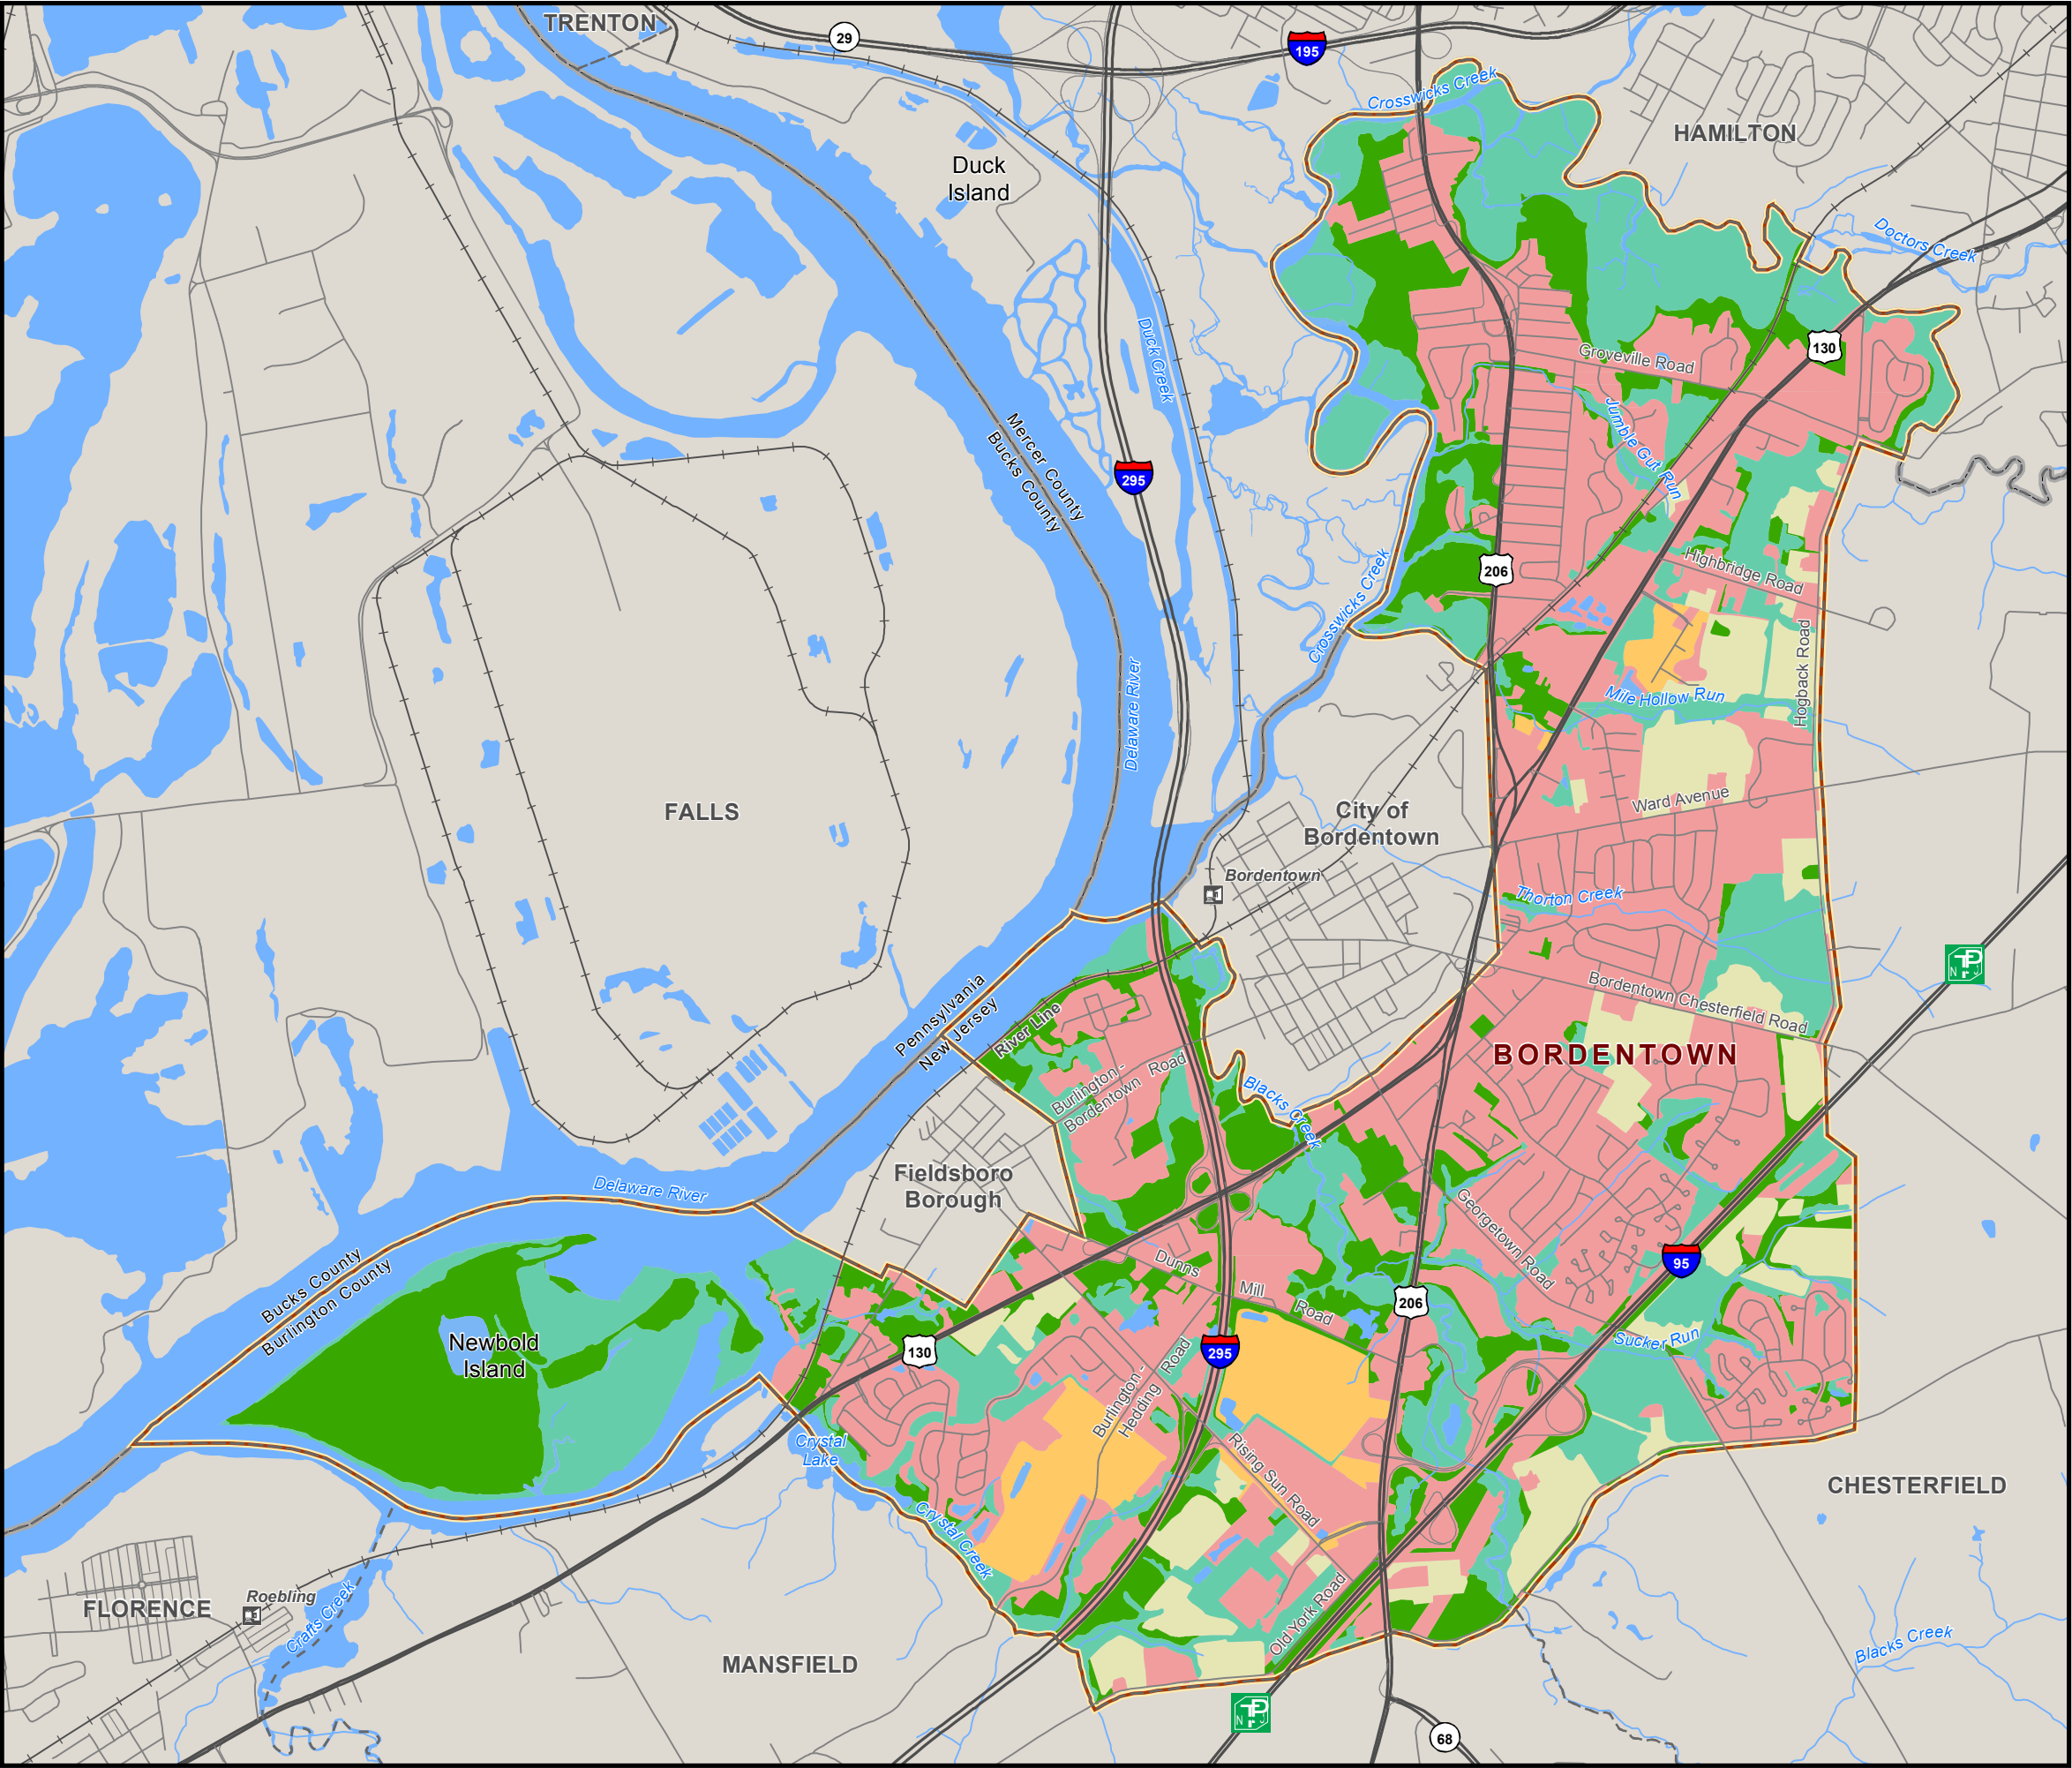 TRENTON
29
195
Crosswicks Creek
HAMILTON
Duck
Island
Doctors Creek
Duck Creek
130
Groveville Road
Jumble Gut Run
Mercer County
Bucks County
295
206
Highbridge Road
Crosswicks Creek
Hogback Road
Mile Hollow Run
Delaware River
FALLS
City of
Bordentown
Ward Avenue
Bordentown
Thorton Creek
N
T
P
J
Bordentown Chesterfield Road
Pennsylvania
New Jersey
River Line
BORDENTOWN
Burlington -
Bordentown Road
Blacks Creek
Fieldsboro
Borough
Delaware River
Georgetown Road
Bucks County
Burlington County
Dunns Mill Road
95
206
Newbold
Island
130
295
Sucker Run
Burlington -
Hedding Road
Crystal
Lake
Rising Sun Road
CHESTERFIELD
Crystal Creek
Roebling
FLORENCE
Crafts Creek
Old York Road
MANSFIELD
Blacks Creek
N
T
P
J
68